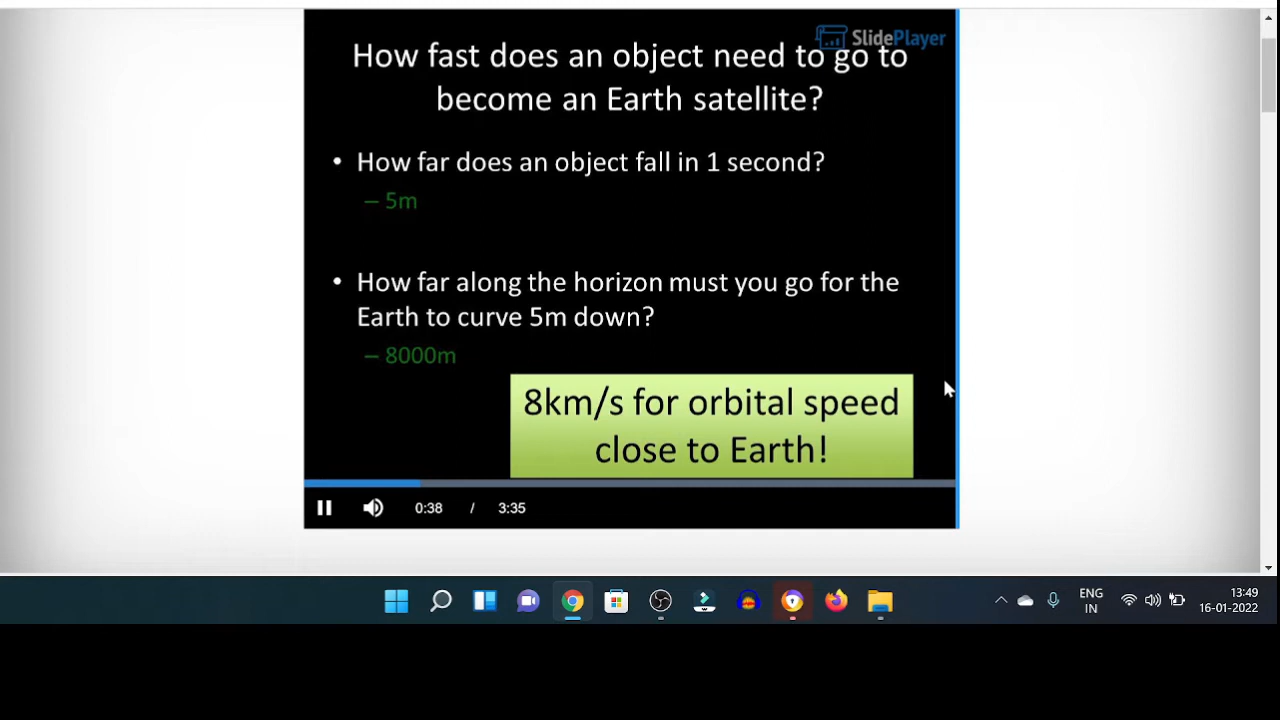 SlidePlayer
How fast does an object need to go to
become an Earth satellite?
• How far does an object fall in 1 second?
– 5m
• How far along the horizon must you go for the
Earth to curve 5m down?
– 8000m
8km/s for orbital speed
close to Earth!
0:38 / 3:35
ENG
IN
13:49
16-01-2022